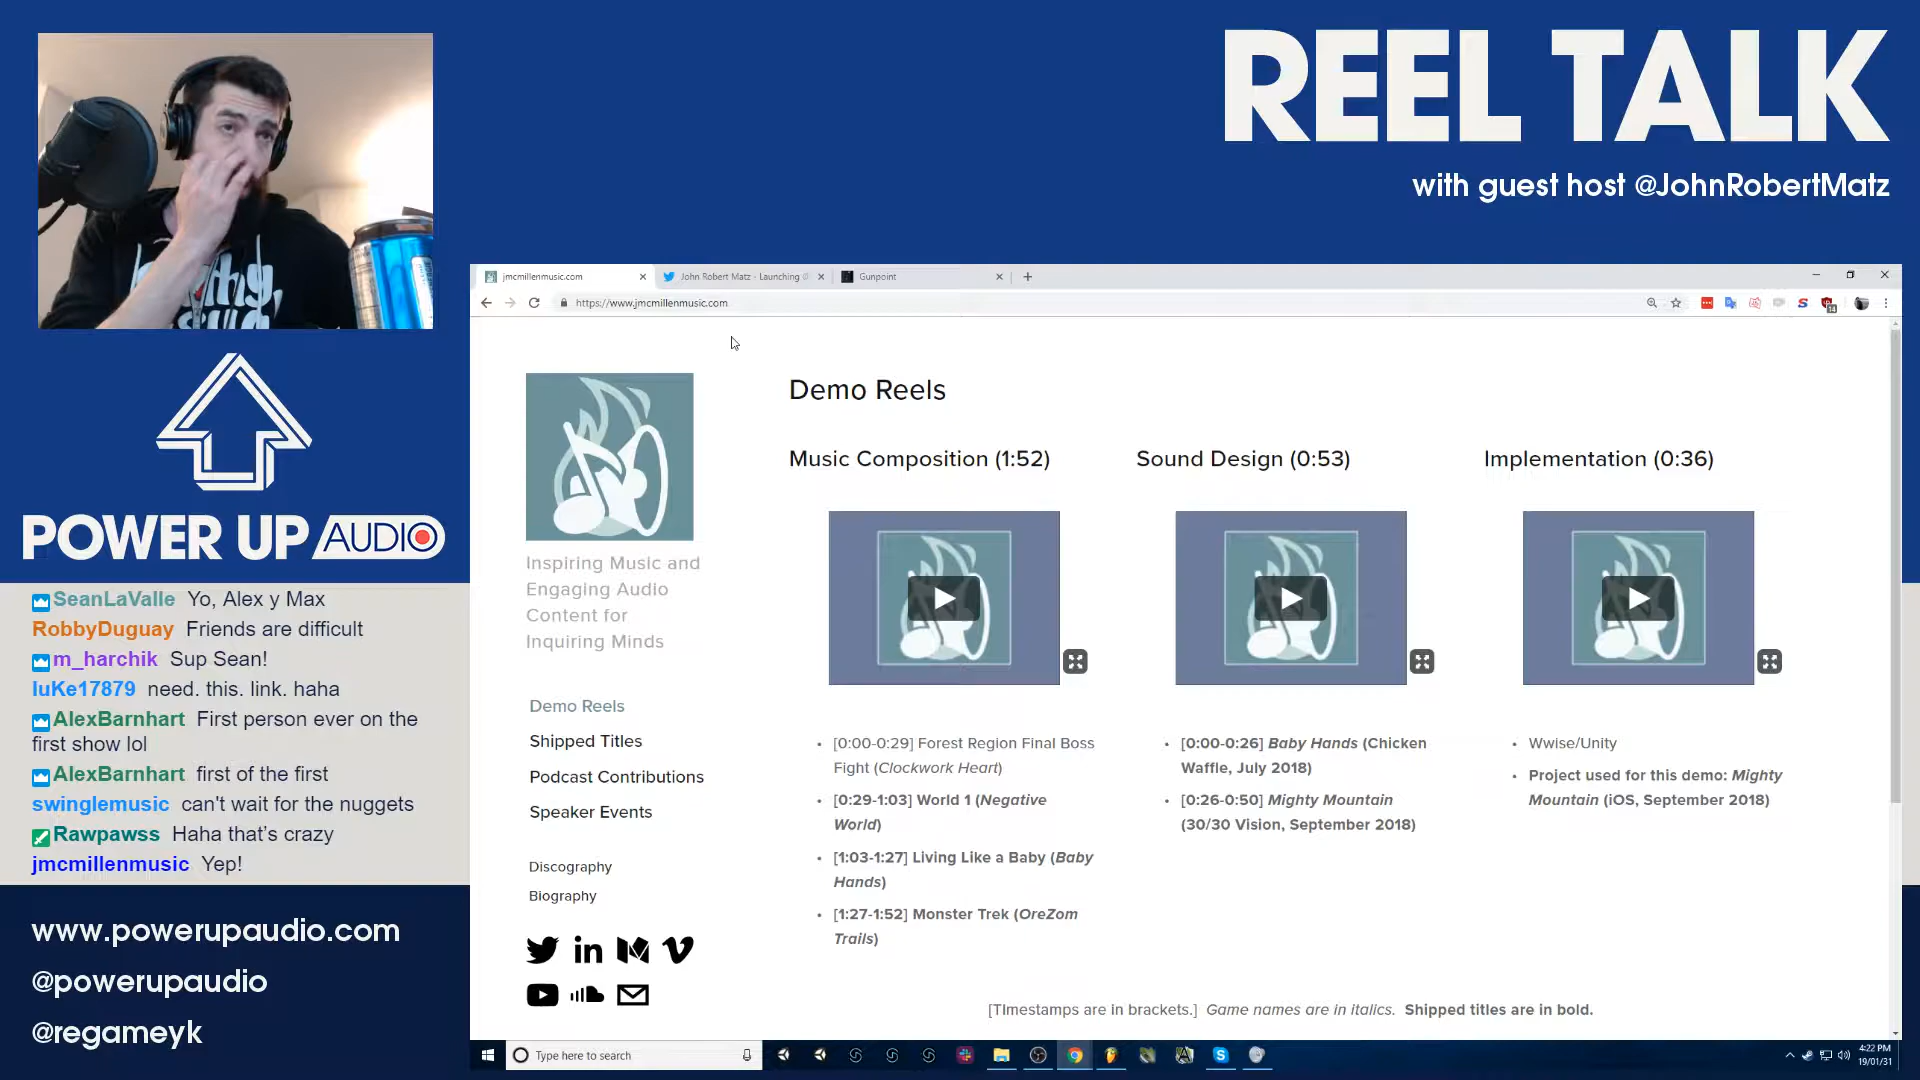 REEL TALK
with guest host @JohnRobertMatz
jmcmillenmusic.com
John Robert Matz - Launching
Gunpoint
https://www.jmcmillenmusic.com
Demo Reels
Music Composition (1:52)
Sound Design (0:53)
Implementation (0:36)
Inspiring Music and
Engaging Audio
Content for
Inquiring Minds
Demo Reels
Shipped Titles
Podcast Contributions
Speaker Events
Discography
Biography
• [0:00-0:29] Forest Region Final Boss
Fight (Clockwork Heart)
• [0:29-1:03] World 1 (Negative
World)
• [1:03-1:27] Living Like a Baby (Baby
Hands)
• [1:27-1:52] Monster Trek (OreZom
Trails)
• [0:00-0:26] Baby Hands (Chicken
Waffle, July 2018)
• [0:26-0:50] Mighty Mountain
(30/30 Vision, September 2018)
• Wwise/Unity
• Project used for this demo: Mighty
Mountain (iOS, September 2018)
[TImestamps are in brackets.] Game names are in italics. Shipped titles are in bold.
POWER UP AUDIO
SeanLaValle Yo, Alex y Max
RobbyDuguay Friends are difficult
m_harchik Sup Sean!
luKe17879 need. this. link. haha
AlexBarnhart First person ever on the
first show lol
AlexBarnhart first of the first
swinglemusic can't wait for the nuggets
Rawpawss Haha that's crazy
jmcmillenmusic Yep!
www.powerupaudio.com
@powerupaudio
@regameyk
Type here to search
4:22 PM
19/01/31